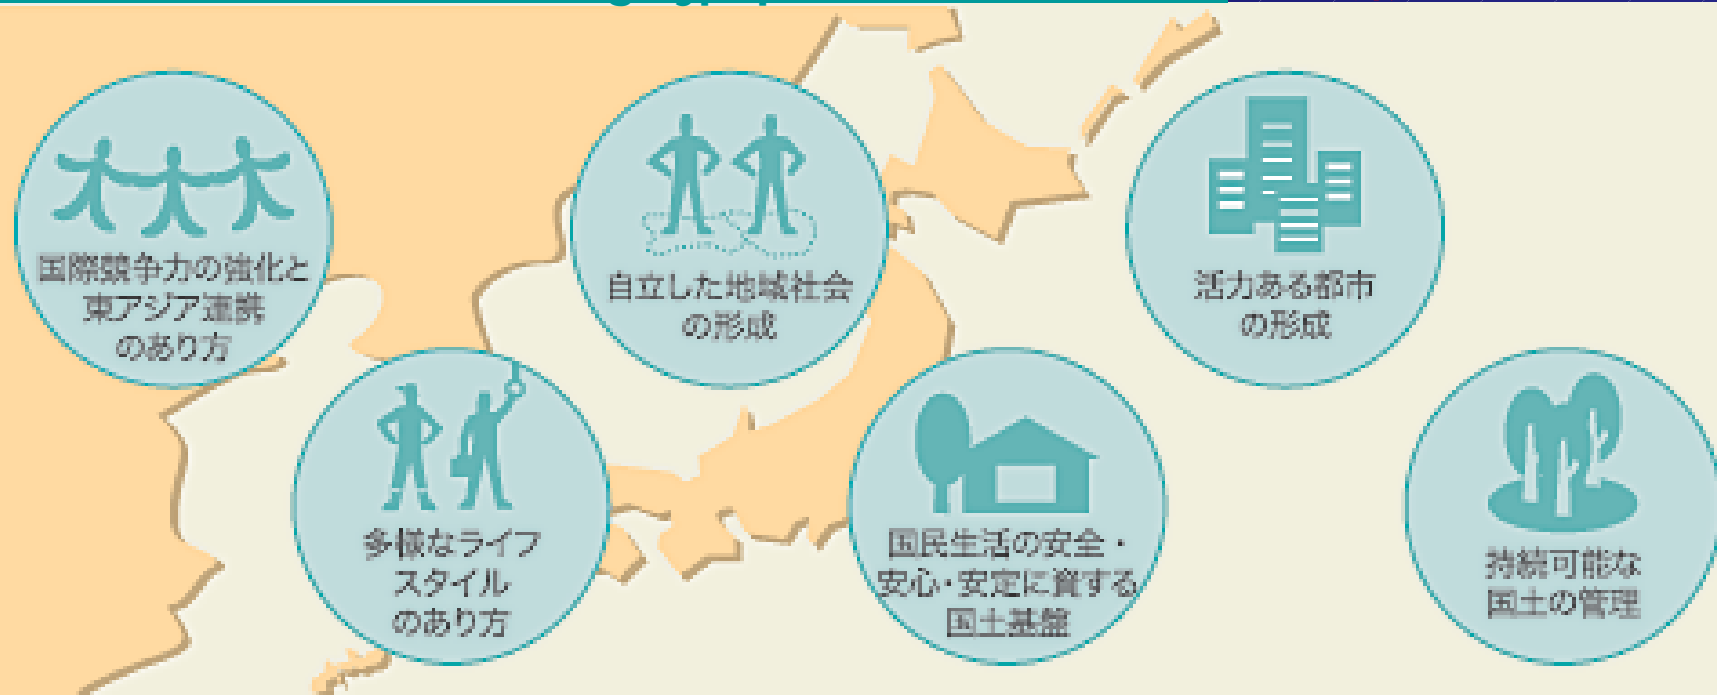 国際競争力の強化と
東アジア連携
のあり方
自立した地域社会
の形成
活力ある都市
の形成
多様なライフ
スタイル
のあり方
国民生活の安全・
安心・安定に資する
国土基盤
持続可能な
国土の管理